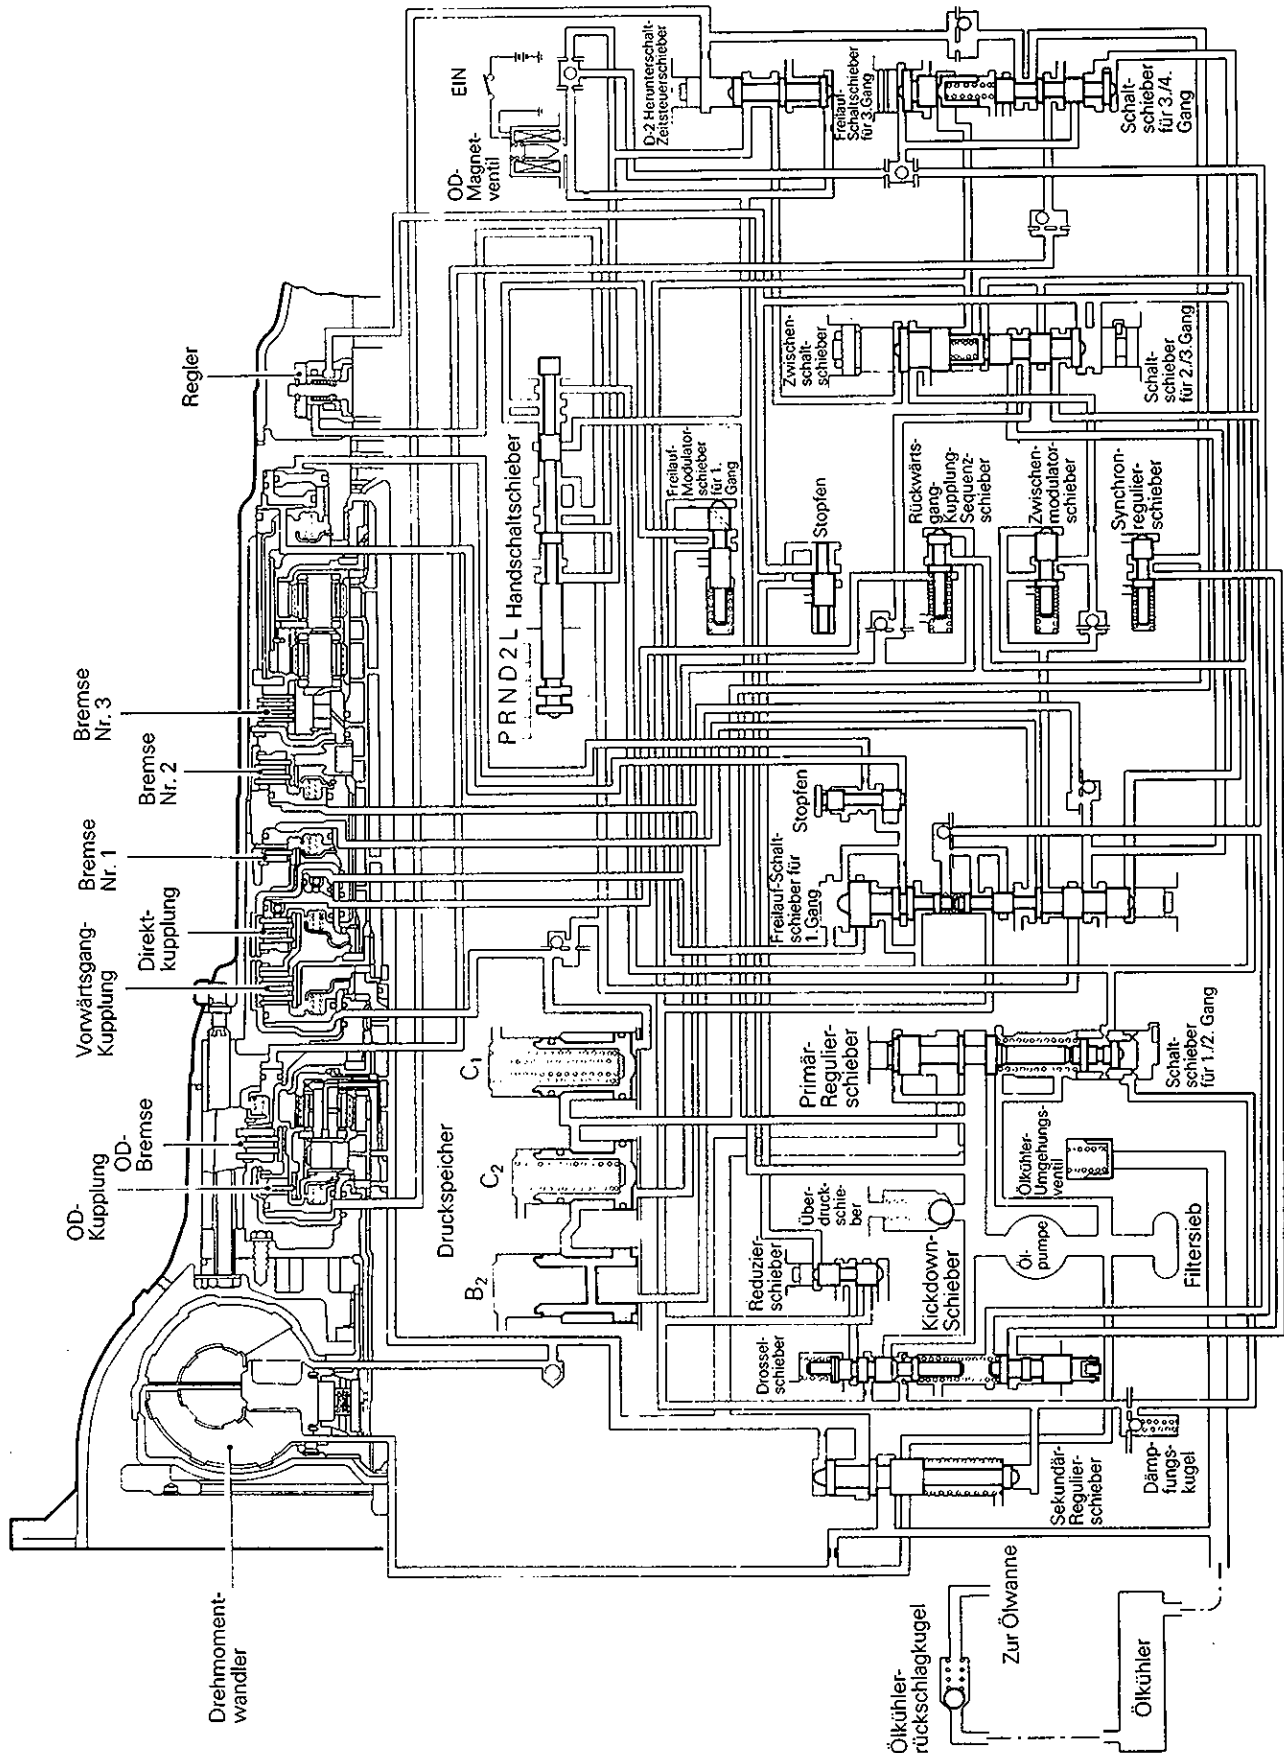 Drehmoment-
wandler
OD-
Kupplung
OD-
Bremse
Vorwärtsgang-
Kupplung
Direkt-
kupplung
Bremse
Nr. 1
Bremse
Nr. 2
Bremse
Nr. 3
Regler
OD-
Magnet-
ventil
EIN
Druckspeicher
B2
C2
C1
P R N D 2 L Handschaltschieber
D-2 Herunterschalt-
Zeitsteuerschieber
Freilauf-
Schaltschieber
für 3.Gang
Schalt-
schieber
für 3./4.
Gang
Freilauf-
Modulator-
schieber
für 1.
Gang
Stopfen
Rückwärts-
gang-
Kupplung-
Sequenz-
schieber
Zwischen-
modulator-
schieber
Synchron-
regulier-
schieber
Zwischen-
schalt-
schieber
Schalt-
schieber
für 2./3.Gang
Stopfen
Freilauf-Schalt-
schieber für
1.Gang
Schalt-
schieber
für 1./2. Gang
Primär-
Regulier-
schieber
Ölkühler-
Umgehungs-
ventil
Über-
druck-
schie-
ber
Öl-
pumpe
Filtersieb
Reduzier-
schieber
Kickdown-
Schieber
Drossel-
schieber
Sekundär-
Regulier-
schieber
Dämp-
fungs-
kugel
Ölkühler-
rückschlagkugel
Zur Ölwanne
Ölkühler